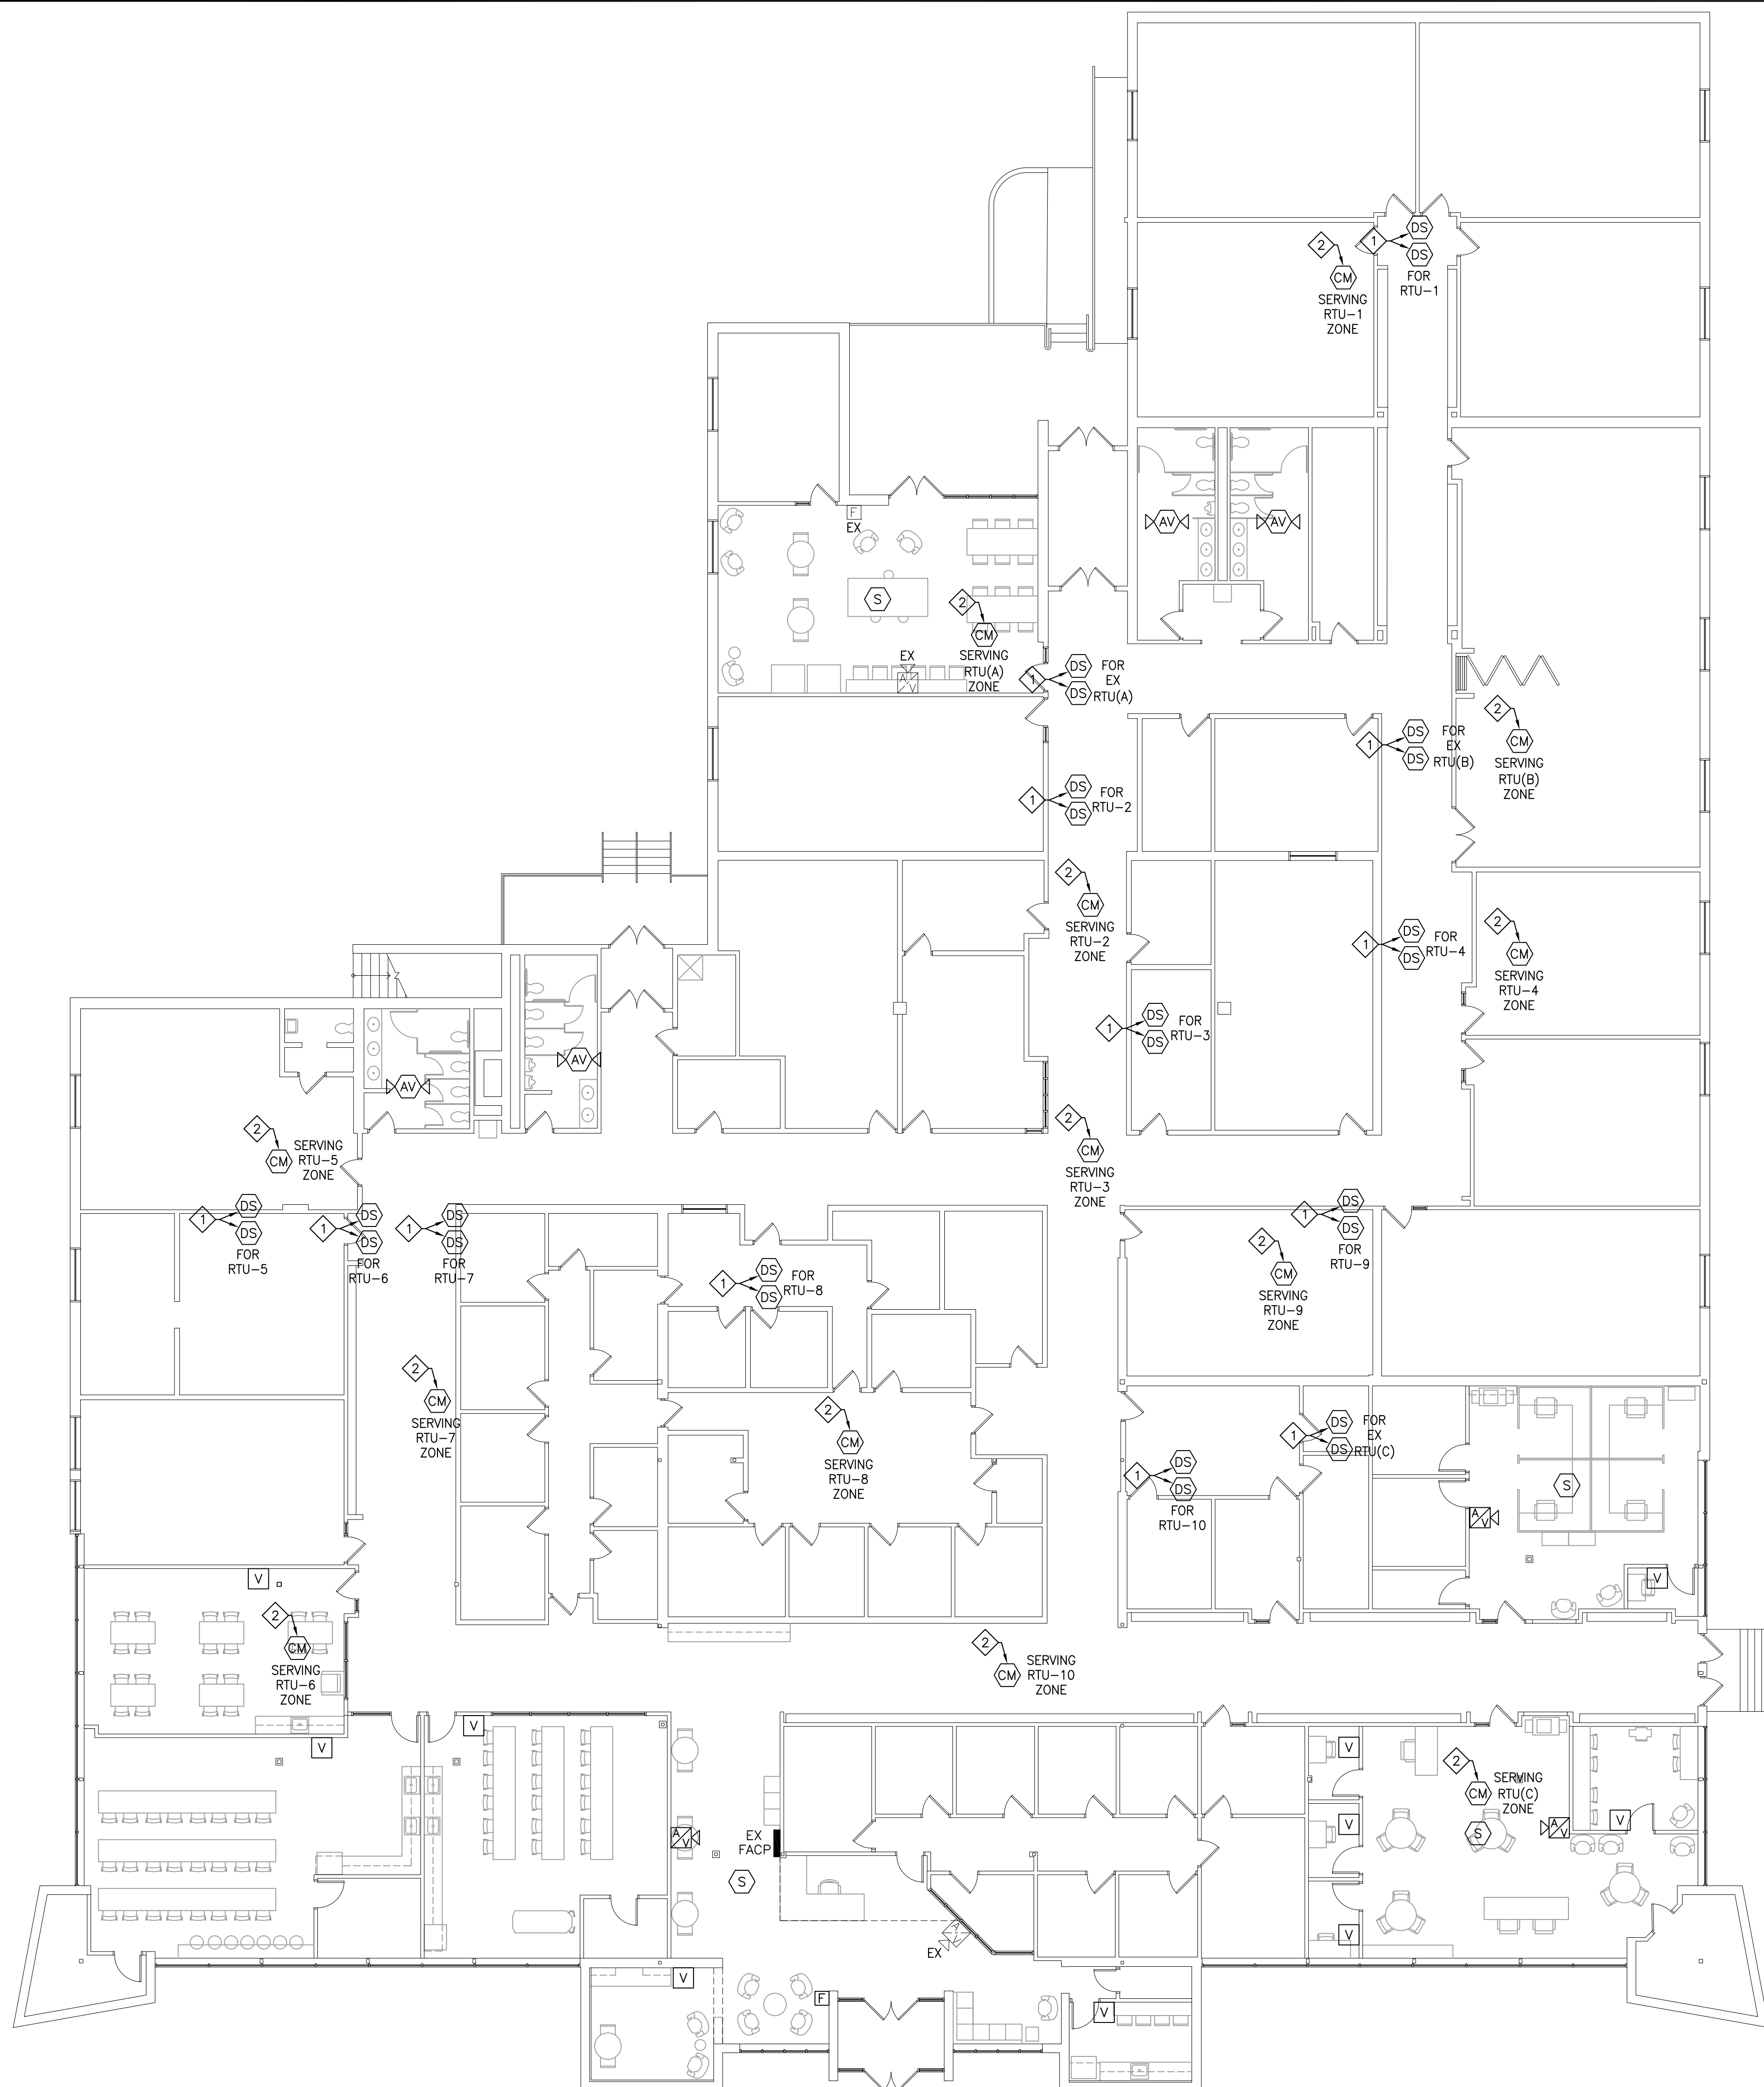 DS
2
1
DS
CM
FOR
RTU-1
SERVING
RTU-1
ZONE
F
EX
AV
AV
S
2
CM
EX
A
V
SERVING
RTU(A)
ZONE
1
DS
DS
FOR
EX
RTU(A)
2
CM
SERVING
RTU(B)
ZONE
1
DS
DS
FOR
EX
RTU(B)
1
DS
DS
FOR
RTU-2
2
CM
SERVING
RTU-2
ZONE
1
DS
DS
FOR
RTU-4
2
CM
SERVING
RTU-4
ZONE
1
DS
DS
FOR
RTU-3
AV
AV
2
CM
SERVING
RTU-5
ZONE
2
CM
SERVING
RTU-3
ZONE
1
DS
DS
FOR
RTU-5
1
DS
DS
FOR
RTU-6
1
DS
DS
FOR
RTU-7
1
DS
DS
FOR
RTU-8
1
DS
DS
FOR
RTU-9
2
CM
SERVING
RTU-9
ZONE
2
CM
SERVING
RTU-7
ZONE
2
CM
SERVING
RTU-8
ZONE
1
DS
DS
FOR
EX
RTU(C)
1
DS
DS
FOR
RTU-10
S
A
V
V
V
2
CM
SERVING
RTU-6
ZONE
2
CM
SERVING
RTU-10
ZONE
V
V
V
2
CM
SERVING
RTU(C)
ZONE
A
V
EX
FACP
S
V
S
A
V
V
A
V
EX
V
V
F
V